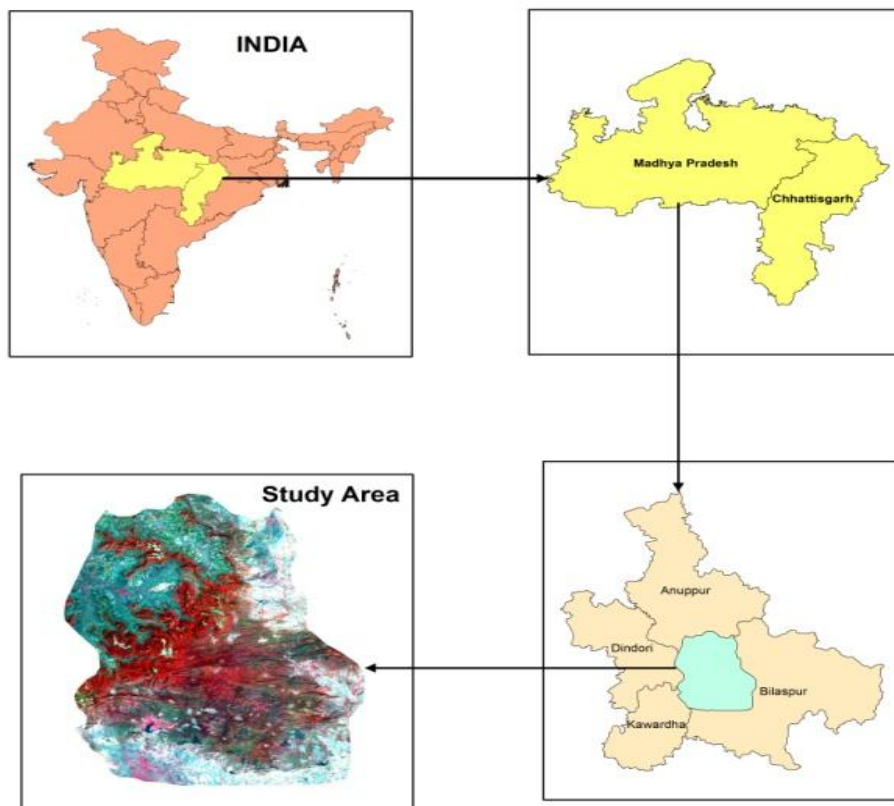 INDIA
Madhya Pradesh
Chhattisgarh
Study Area
Anuppur
Dindori
Bilaspur
Kawardha